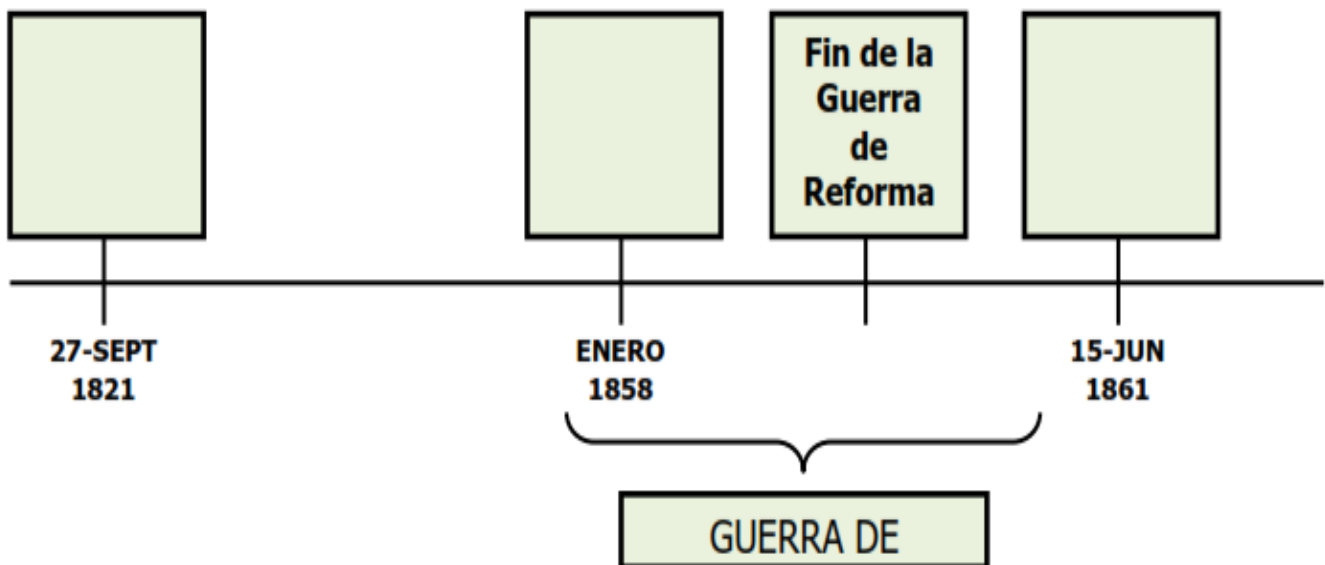 Fin de la
Guerra
de
Reforma
27-SEPT
1821
ENERO
1858
15-JUN
1861
GUERRA DE